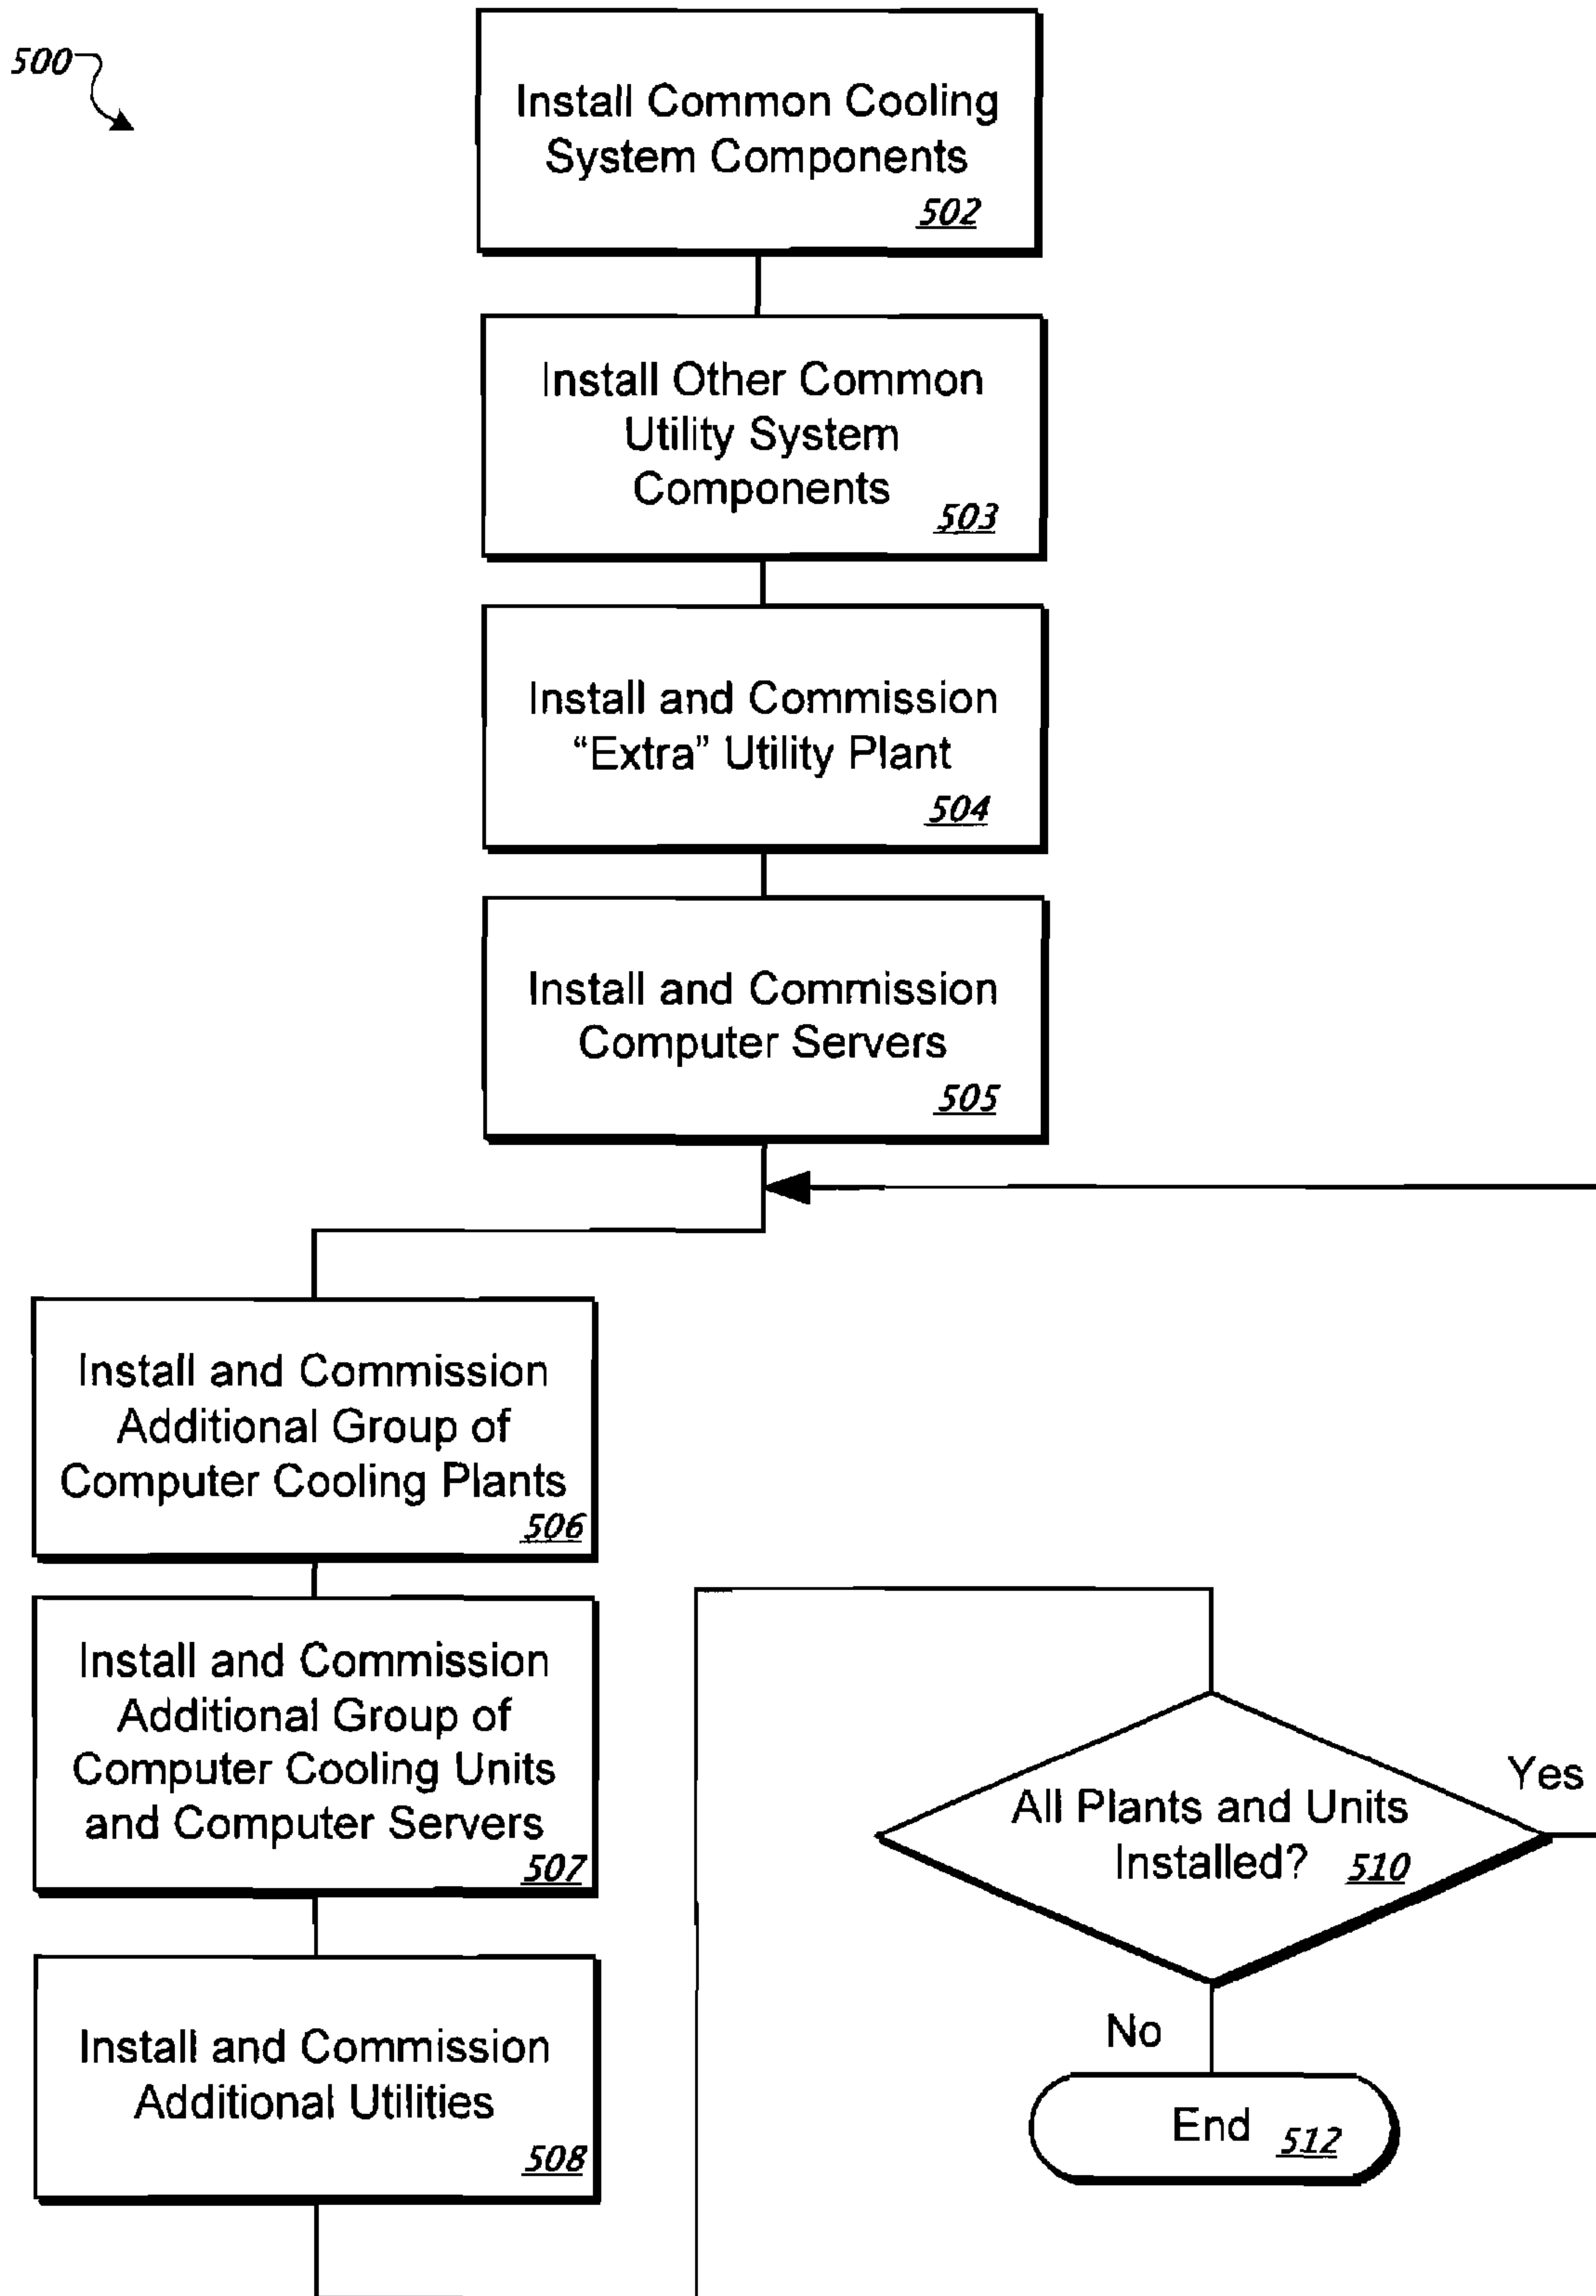 500
Install Common Cooling
System Components
502
Install Other Common
Utility System
Components
503
Install and Commission
“Extra” Utility Plant
504
Install and Commission
Computer Servers
505
Install and Commission
Additional Group of
Computer Cooling Plants
506
Install and Commission
Additional Group of
Computer Cooling Units
and Computer Servers
507
Install and Commission
Additional Utilities
508
All Plants and Units
Installed? 510
Yes
No
End 512